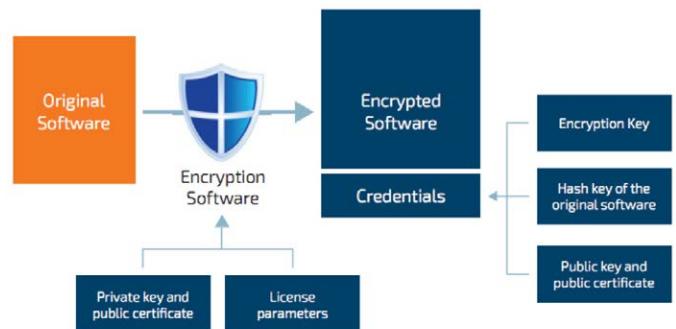 Original
Software
Encryption
Software
Encrypted
Software
Credentials
Encryption Key
Hash key of the
original software
Public key and
public certificate
Private key and
public certificate
License
parameters